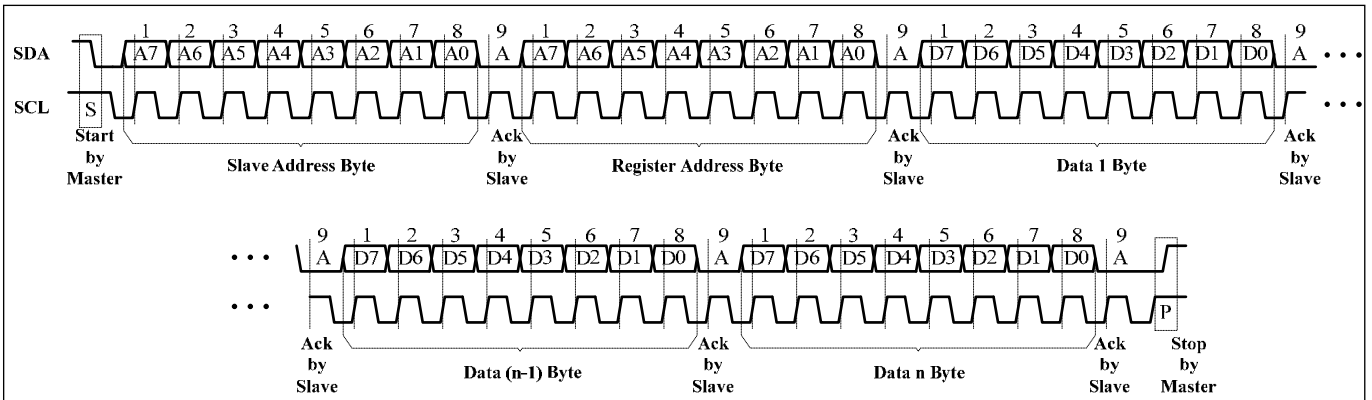 1 2 3 4 5 6 7 8 9 1 2 3 4 5 6 7 8 9 1 2 3 4 5 6 7 8 9
SDA A7 A6 A5 A4 A3 A2 A1 A0 A A7 A6 A5 A4 A3 A2 A1 A0 A D7 D6 D5 D4 D3 D2 D1 D0 A • • •
SCL S • • •
Start by Master
Slave Address Byte
Ack by Slave
Register Address Byte
Ack by Slave
Data 1 Byte
Ack by Slave
9 1 2 3 4 5 6 7 8 9 1 2 3 4 5 6 7 8 9
• • • A D7 D6 D5 D4 D3 D2 D1 D0 A D7 D6 D5 D4 D3 D2 D1 D0 A
• • • P
Ack by Slave
Data (n-1) Byte
Ack by Slave
Data n Byte
Ack by Slave
Stop by Master